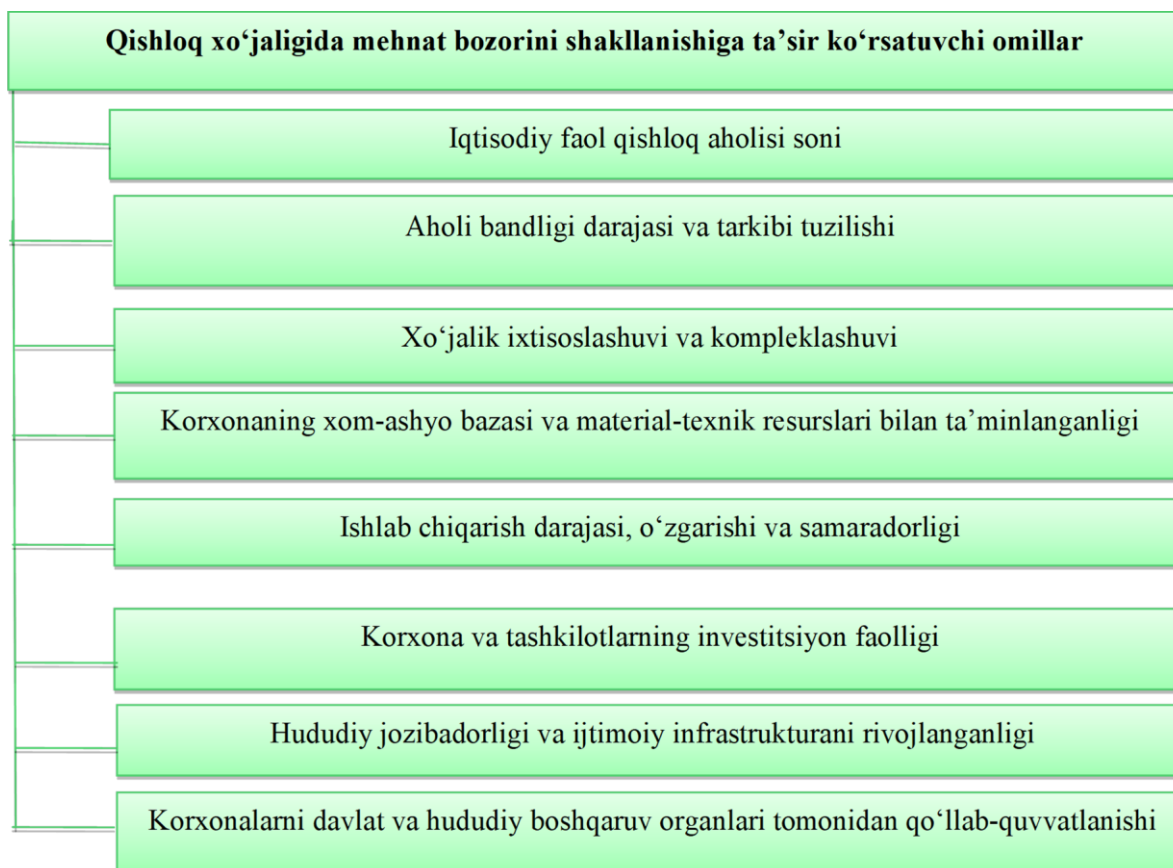 Qishloq xo‘jaligida mehnat bozorini shakllanishiga ta’sir ko‘rsatuvchi omillar
Iqtisodiy faol qishloq aholisi soni
Aholi bandligi darajasi va tarkibi tuzilishi
Xo‘jalik ixtisoslashuvi va kompleklashuvi
Korxonaning xom-ashyo bazasi va material-texnik resurslari bilan ta’minlanganligi
Ishlab chiqarish darajasi, o‘zgarishi va samaradorligi
Korxona va tashkilotlarning investitsiyon faolligi
Hududiy jozibadorligi va ijtimoiy infrastrukturani rivojlanganligi
Korxonalarni davlat va hududiy boshqaruv organlari tomonidan qo‘llab-quvvatlanishi